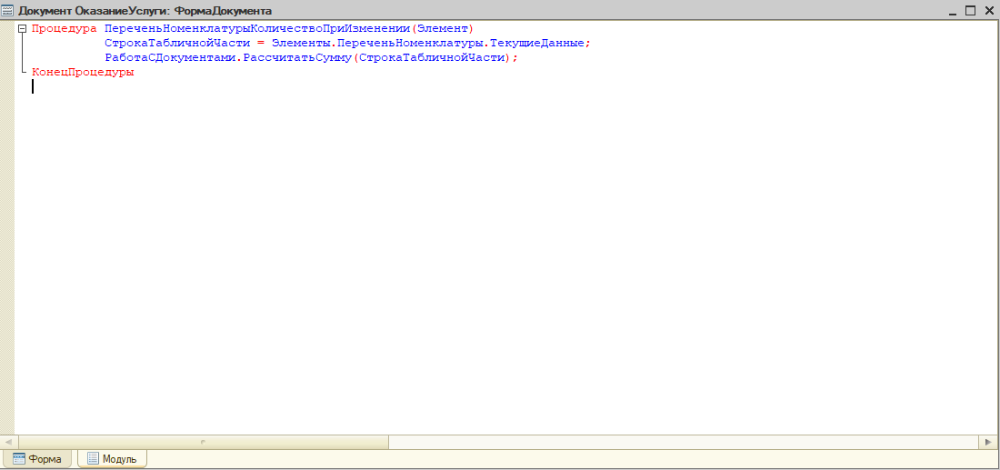 Документ ОказаниеУслуги: ФормаДокумента
Процедура ПереченьНоменклатурыКоличествоПриИзменении(Элемент)
СтрокаТабличнойЧасти = Элементы.ПереченьНоменклатуры.ТекущиеДанные;
РаботаСДокументами.РассчитатьСумму(СтрокаТабличнойЧасти);
КонецПроцедуры
Форма
Модуль